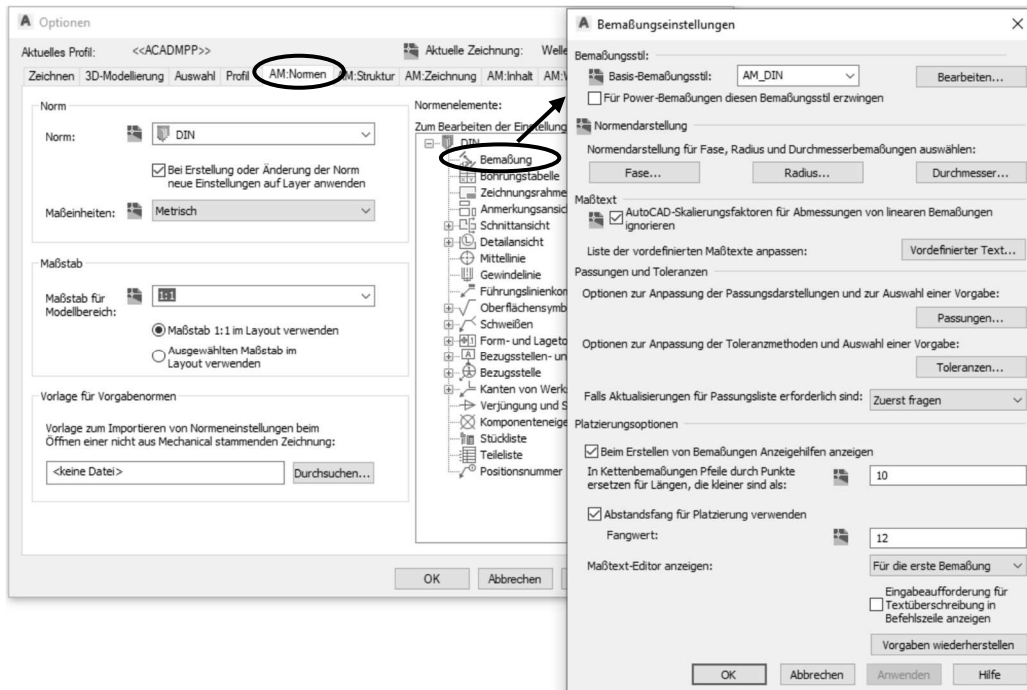 Optionen
Aktuelles Profil: <<ACADMPP>> Aktuelle Zeichnung: Welle
Zeichnen 3D-Modellierung Auswahl Profil AM:Normen AM:Struktur AM:Zeichnung AM:Inhalt
Norm
Norm: DIN
Bei Erstellung oder Änderung der Norm
neue Einstellungen auf Layer anwenden
Maßeinheiten: Metrisch
Maßstab
Maßstab für
Modellbereich:
1:1
Maßstab 1:1 im Layout verwenden
Ausgewählten Maßstab im
Layout verwenden
Vorlage für Vorgabenormen
Vorlage zum Importieren von Normeneinstellungen beim
Öffnen einer nicht aus Mechanical stammenden Zeichnung:
<keine Datei> Durchsuchen...
Normenelemente:
Zum Bearbeiten der Einstellung
DIN
Bemaßung
Bohrungstabelle
Zeichnungsrahme
Anmerkungsansic
Schnittansicht
Detailansicht
Mittellinie
Gewindelinie
Führungslinienkon
Oberflächensymb
Schweißen
Form- und Lageto
Bezugsstellen- un
Bezugsstelle
Kanten von Werk
Verjüngung und S
Komponenteneige
Stückliste
Teileliste
Positionsnummer
OK Abbrechen
Bemaßungseinstellungen
Bemaßungsstil:
Basis-Bemaßungsstil: AM_DIN Bearbeiten...
Für Power-Bemaßungen diesen Bemaßungsstil erzwingen
Normendarstellung
Normendarstellung für Fase, Radius und Durchmesserbemaßungen auswählen:
Fase... Radius... Durchmesser...
Maßtext
AutoCAD-Skalierungsfaktoren für Abmessungen von linearen Bemaßungen
ignorieren
Liste der vordefinierten Maßtexte anpassen: Vordefinierter Text...
Passungen und Toleranzen
Optionen zur Anpassung der Passungsdarstellungen und zur Auswahl einer Vorgabe:
Passungen...
Optionen zur Anpassung der Toleranzmethoden und Auswahl einer Vorgabe:
Toleranzen...
Falls Aktualisierungen für Passungsliste erforderlich sind: Zuerst fragen
Platzierungsoptionen
Beim Erstellen von Bemaßungen Anzeigehilfen anzeigen
In Kettenbemaßungen Pfeile durch Punkte
ersetzen für Längen, die kleiner sind als:
10
Abstandsfang für Platzierung verwenden
Fangwert: 12
Maßtext-Editor anzeigen: Für die erste Bemaßung
Eingabeaufforderung für
Textüberschreibung in
Befehlszeile anzeigen
Vorgaben wiederherstellen
OK Abbrechen Anwenden Hilfe